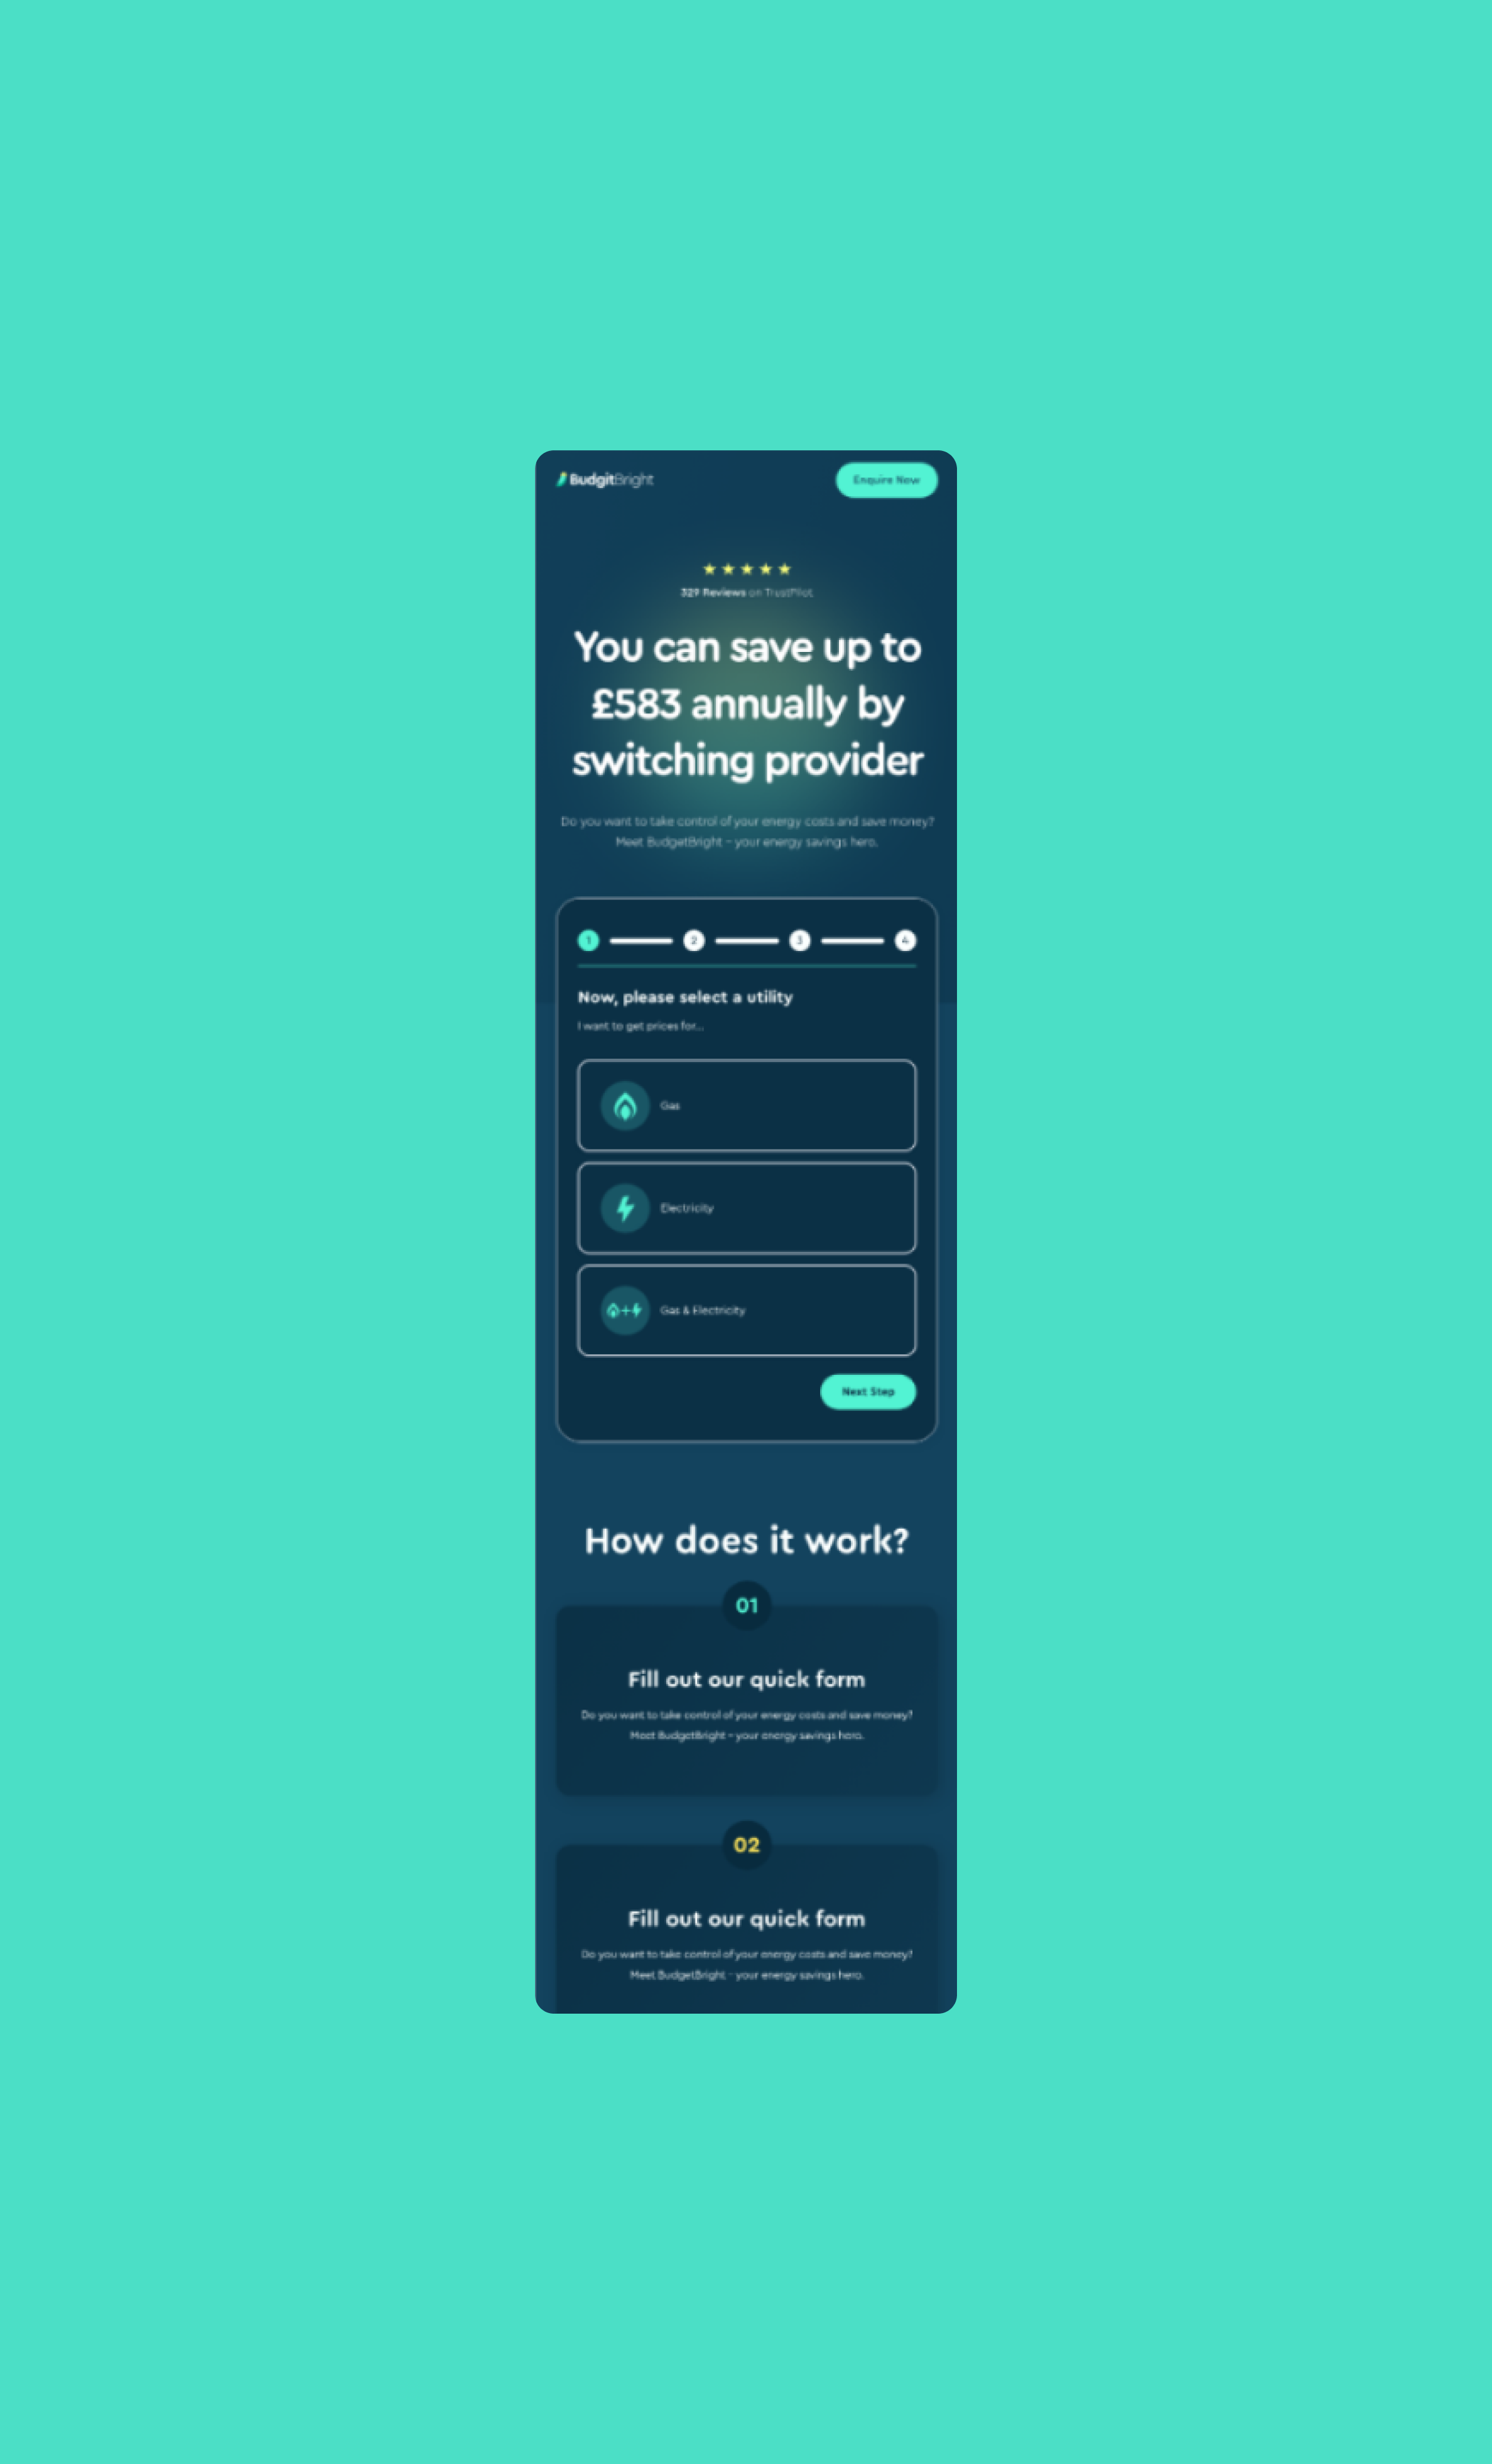 BudgitBright
Enquire Now
329 Reviews on TrustPilot
You can save up to
£583 annually by
switching provider
Do you want to take control of your energy costs and save money?
Meet BudgetBright – your energy savings hero.
1 2 3 4
Now, please select a utility
I want to get prices for...
Gas
Electricity
Gas & Electricity
Next Step
How does it work?
01
Fill out our quick form
Do you want to take control of your energy costs and save money?
Meet BudgetBright – your energy savings hero.
02
Fill out our quick form
Do you want to take control of your energy costs and save money?
Meet BudgetBright – your energy savings hero.